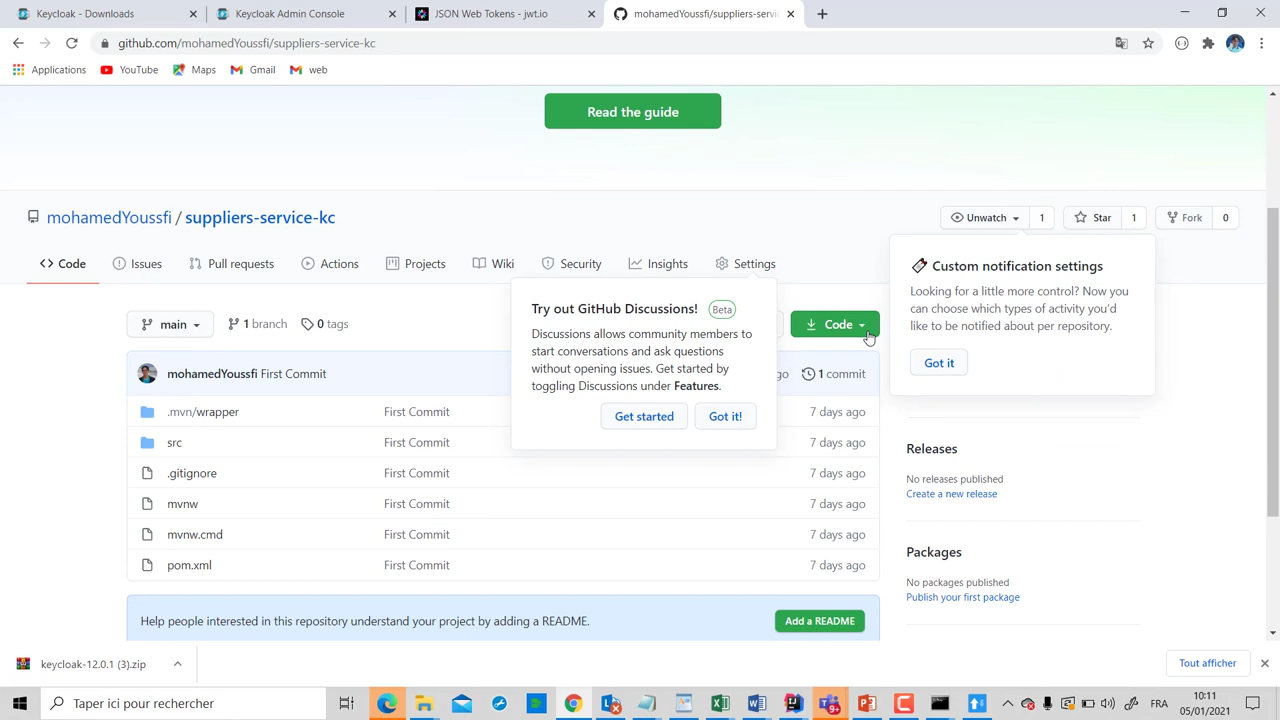 Keycloak - Downloads
Keycloak Admin Console
JSON Web Tokens - jwt.io
mohamedYoussfi/suppliers-servi
github.com/mohamedYoussfi/suppliers-service-kc
Applications
YouTube
Maps
Gmail
web
Read the guide
mohamedYoussfi / suppliers-service-kc
Unwatch 1
Star 1
Fork 0
Code
Issues
Pull requests
Actions
Projects
Wiki
Security
Insights
Settings
Custom notification settings
Looking for a little more control? Now you
can choose which types of activity you'd
like to be notified about per repository.
Got it
Try out GitHub Discussions! Beta
Discussions allows community members to
start conversations and ask questions
without opening issues. Get started by
toggling Discussions under Features.
Get started
Got it!
main
1 branch
0 tags
Code
mohamedYoussfi First Commit
go
1 commit
.mvn/wrapper First Commit 7 days ago
src First Commit 7 days ago
.gitignore First Commit 7 days ago
mvnw First Commit 7 days ago
mvnw.cmd First Commit 7 days ago
pom.xml First Commit 7 days ago
Help people interested in this repository understand your project by adding a README.
Add a README
Releases
No releases published
Create a new release
Packages
No packages published
Publish your first package
keycloak-12.0.1 (3).zip
Tout afficher
Taper ici pour rechercher
9+
FRA
10:11
05/01/2021